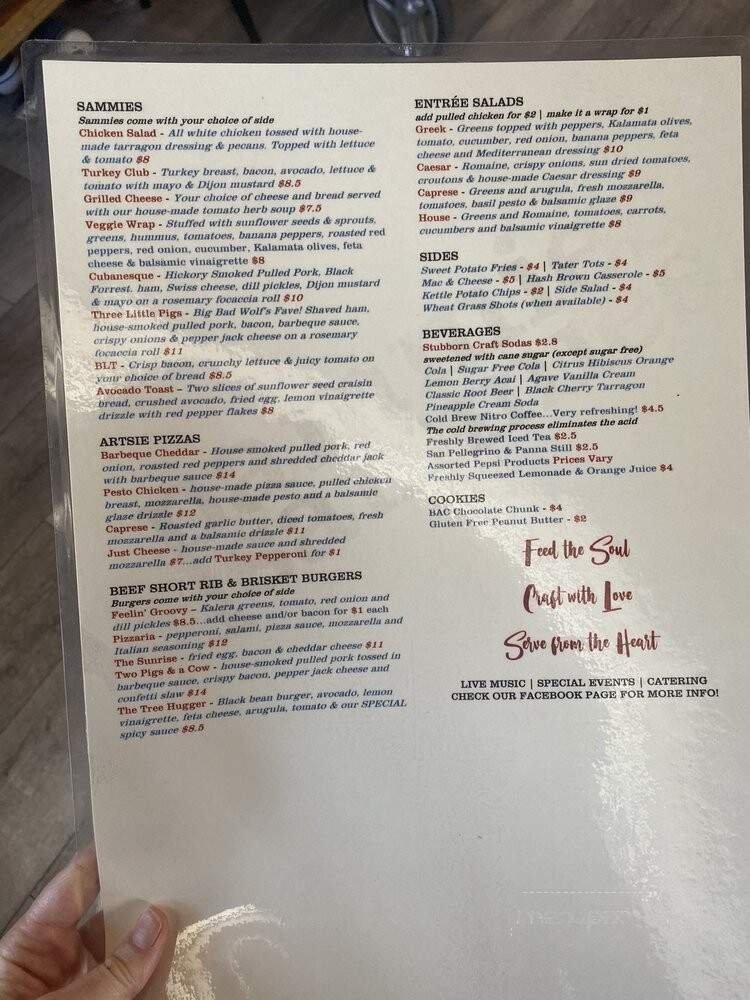 SAMMIES
Sammies come with your choice of side
Chicken Salad - All white chicken tossed with house-
made tarragon dressing & pecans. Topped with lettuce
& tomato $8
Turkey Club - Turkey breast, bacon, avocado, lettuce &
tomato with mayo & Dijon mustard $8.5
Grilled Cheese - Your choice of cheese and bread served
with our house-made tomato herb soup $7.5
Veggie Wrap - Stuffed with sunflower seeds & sprouts,
greens, hummus, tomatoes, banana peppers, roasted red
peppers, red onion, cucumber, Kalamata olives, feta
cheese & balsamic vinaigrette $8
Cubanesque - Hickory Smoked Pulled Pork, Black
Forrest. ham, Swiss cheese, dill pickles, Dijon mustard
& mayo on a rosemary focaccia roll $10
Three Little Pigs - Big Bad Wolf's Fave! Shaved ham,
house-smoked pulled pork, bacon, barbeque sauce,
crispy onions & pepper jack cheese on a rosemary
focaccia roll $11
BLT - Crisp bacon, crunchy lettuce & juicy tomato on
your choice of bread $8.5
Avocado Toast – Two slices of sunflower seed craisin
bread, crushed avocado, fried egg, lemon vinaigrette
drizzle with red pepper flakes $8
ARTSIE PIZZAS
Barbeque Cheddar - House smoked pulled pork, red
onion, roasted red peppers and shredded cheddar jack
with barbeque sauce $14
Pesto Chicken - house-made pizza sauce, pulled chicken
breast, mozzarella, house-made pesto and a balsamic
glaze drizzle $12
Caprese - Roasted garlic butter, diced tomatoes, fresh
mozzarella and a balsamic drizzle $11
Just Cheese - house-made sauce and shredded
mozzarella $7...add Turkey Pepperoni for $1
BEEF SHORT RIB & BRISKET BURGERS
Burgers come with your choice of side
Feelin' Groovy – Kalera greens, tomato, red onion and
dill pickles $8.5...add cheese and/or bacon for $1 each
Pizzaria - pepperoni, salami, pizza sauce, mozzarella and
Italian seasoning $12
The Sunrise - fried egg, bacon & cheddar cheese $11
Two Pigs & a Cow - house-smoked pulled pork tossed in
barbeque sauce, crispy bacon, pepper jack cheese and
confetti slaw $14
The Tree Hugger - Black bean burger, avocado, lemon
vinaigrette, feta cheese, arugula, tomato & our SPECIAL
spicy sauce $8.5
ENTRÉE SALADS
add pulled chicken for $2 | make it a wrap for $1
Greek - Greens topped with peppers, Kalamata olives,
tomato, cucumber, red onion, banana peppers, feta
cheese and Mediterranean dressing $10
Caesar - Romaine, crispy onions, sun dried tomatoes,
croutons & house-made Caesar dressing $9
Caprese - Greens and arugula, fresh mozzarella,
tomatoes, basil pesto & balsamic glaze $9
House - Greens and Romaine, tomatoes, carrots,
cucumbers and balsamic vinaigrette $8
SIDES
Sweet Potato Fries - $4 | Tater Tots - $4
Mac & Cheese - $5 | Hash Brown Casserole - $5
Kettle Potato Chips - $2 | Side Salad - $4
Wheat Grass Shots (when available) - $4
BEVERAGES
Stubborn Craft Sodas $2.8
sweetened with cane sugar (except sugar free)
Cola | Sugar Free Cola | Citrus Hibiscus Orange
Lemon Berry Acai | Agave Vanilla Cream
Classic Root Beer | Black Cherry Tarragon
Pineapple Cream Soda
Cold Brew Nitro Coffee...Very refreshing! $4.5
The cold brewing process eliminates the acid
Freshly Brewed Iced Tea $2.5
San Pellegrino & Panna Still $2.5
Assorted Pepsi Products Prices Vary
Freshly Squeezed Lemonade & Orange Juice $4
COOKIES
BAC Chocolate Chunk - $4
Gluten Free Peanut Butter - $2
Feed the Soul
Craft with Love
Serve from the Heart
LIVE MUSIC | SPECIAL EVENTS | CATERING
CHECK OUR FACEBOOK PAGE FOR MORE INFO!